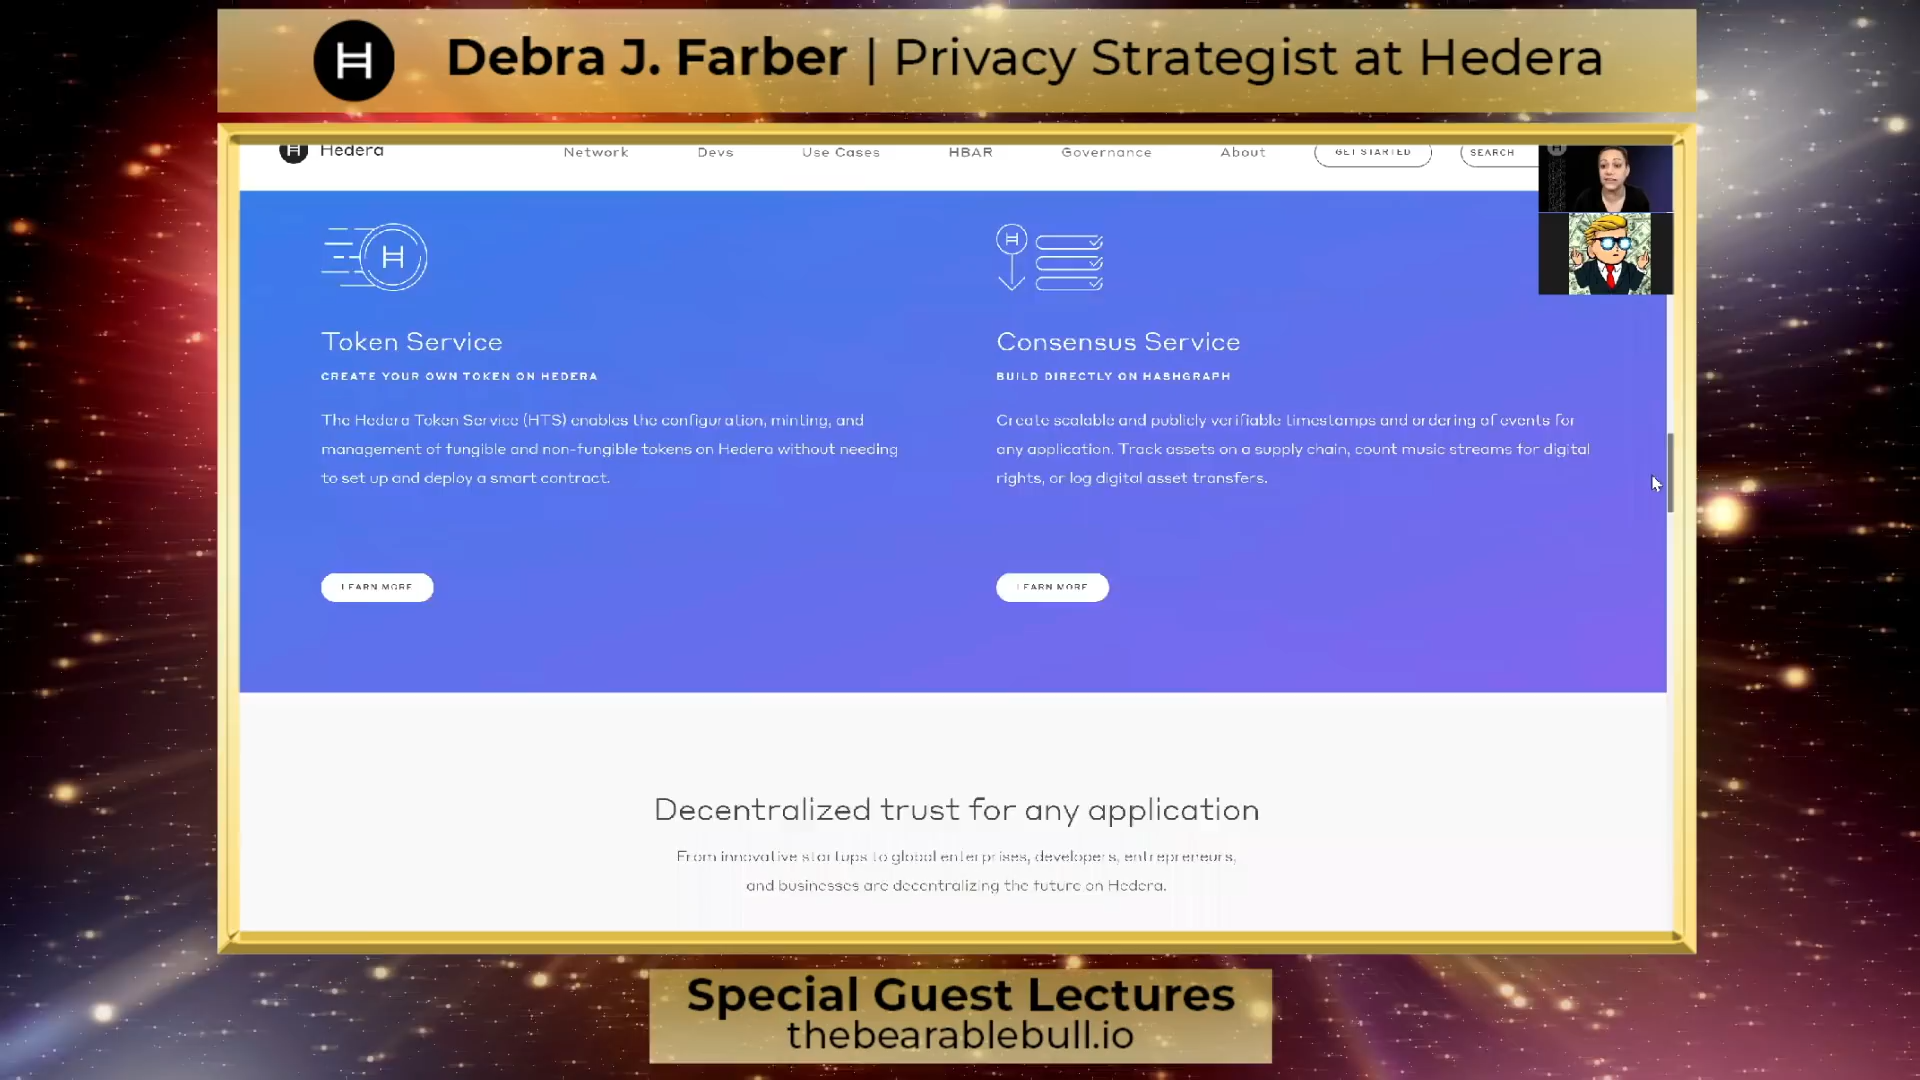 Debra J. Farber | Privacy Strategist at Hedera
Hedera
Network
Devs
Use Cases
HBAR
Governance
About
GET STARTED
SEARCH
Token Service
CREATE YOUR OWN TOKEN ON HEDERA
The Hedera Token Service (HTS) enables the configuration, minting, and
management of fungible and non-fungible tokens on Hedera without needing
to set up and deploy a smart contract.
LEARN MORE
Consensus Service
BUILD DIRECTLY ON HASHGRAPH
Create scalable and publicly verifiable timestamps and ordering of events for
any application. Track assets on a supply chain, count music streams for digital
rights, or log digital asset transfers.
LEARN MORE
Decentralized trust for any application
From innovative startups to global enterprises, developers, entrepreneurs,
and businesses are decentralizing the future on Hedera.
Special Guest Lectures
thebearablebull.io